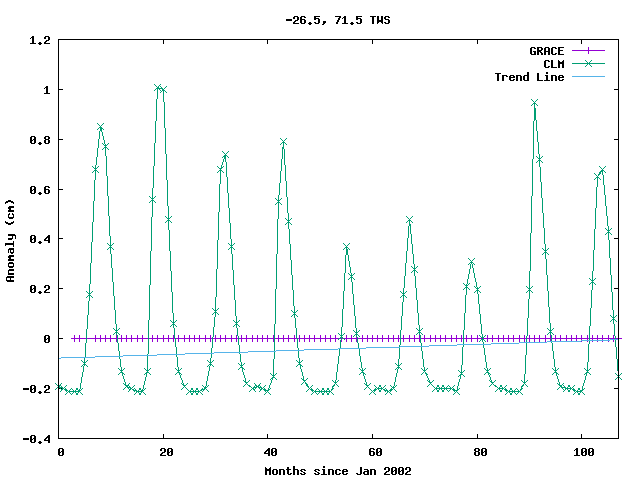 -26.5, 71.5 TWS
GRACE
CLM
Trend Line
1.2
1
0.8
0.6
0.4
0.2
0
-0.2
-0.4
Anomaly (cm)
0 20 40 60 80 100
Months since Jan 2002